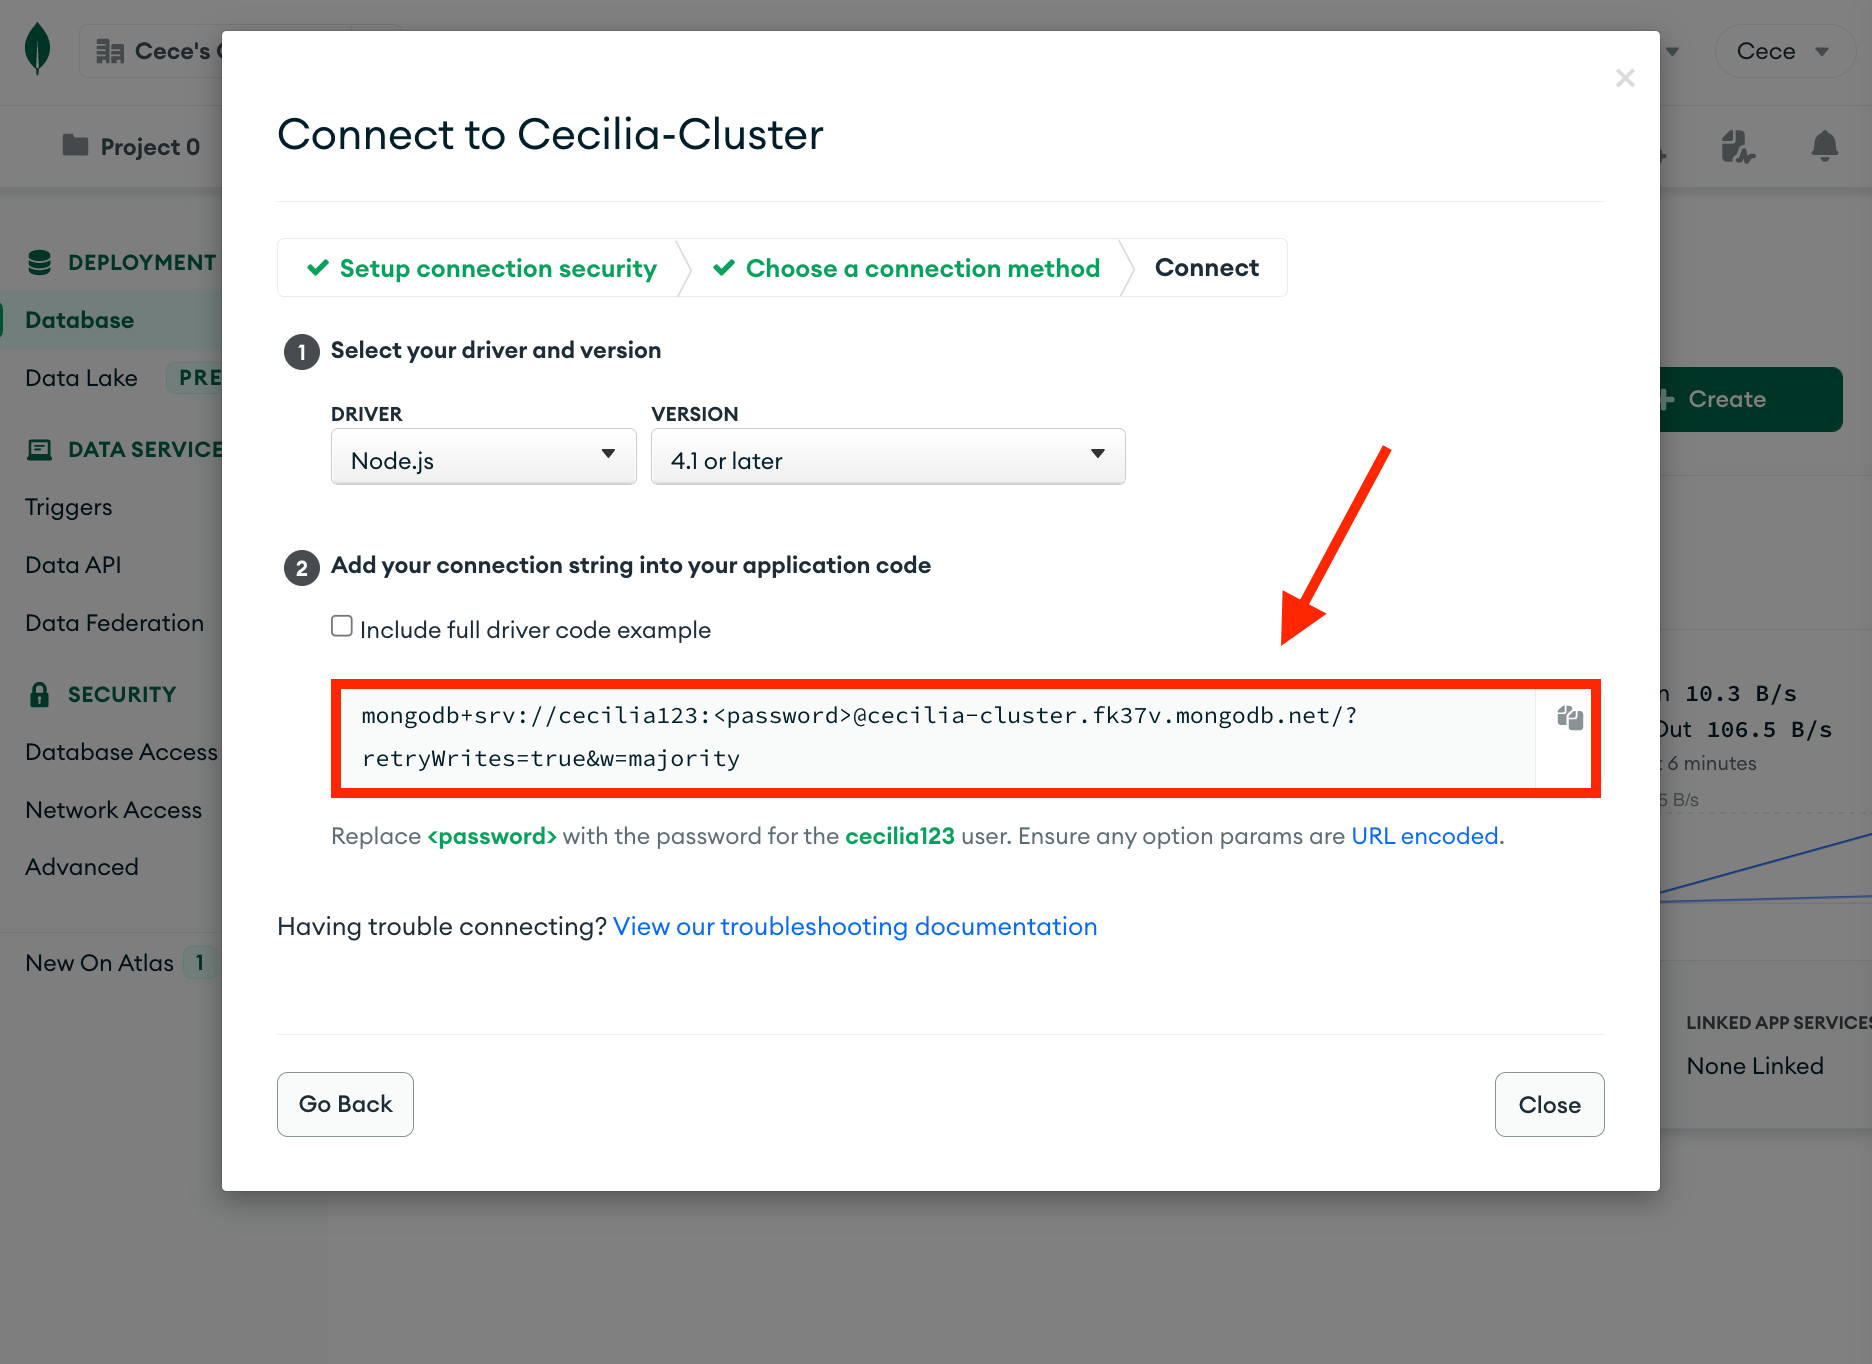 Cece's
Cece
Project 0
Connect to Cecilia-Cluster
Setup connection security
Choose a connection method
Connect
DEPLOYMENT
Database
Data Lake
PRE
DATA SERVICE
Triggers
Data API
Data Federation
SECURITY
Database Access
Network Access
Advanced
New On Atlas 1
1 Select your driver and version
DRIVER
VERSION
Node.js
4.1 or later
2 Add your connection string into your application code
Include full driver code example
mongodb+srv://cecilia123:<password>@cecilia-cluster.fk37v.mongodb.net/?
retryWrites=true&w=majority
Replace <password> with the password for the cecilia123 user. Ensure any option params are URL encoded.
Having trouble connecting? View our troubleshooting documentation
Go Back
Close
+ Create
10.3 B/s
Out 106.5 B/s
6 minutes
B/s
LINKED APP SERVICES
None Linked